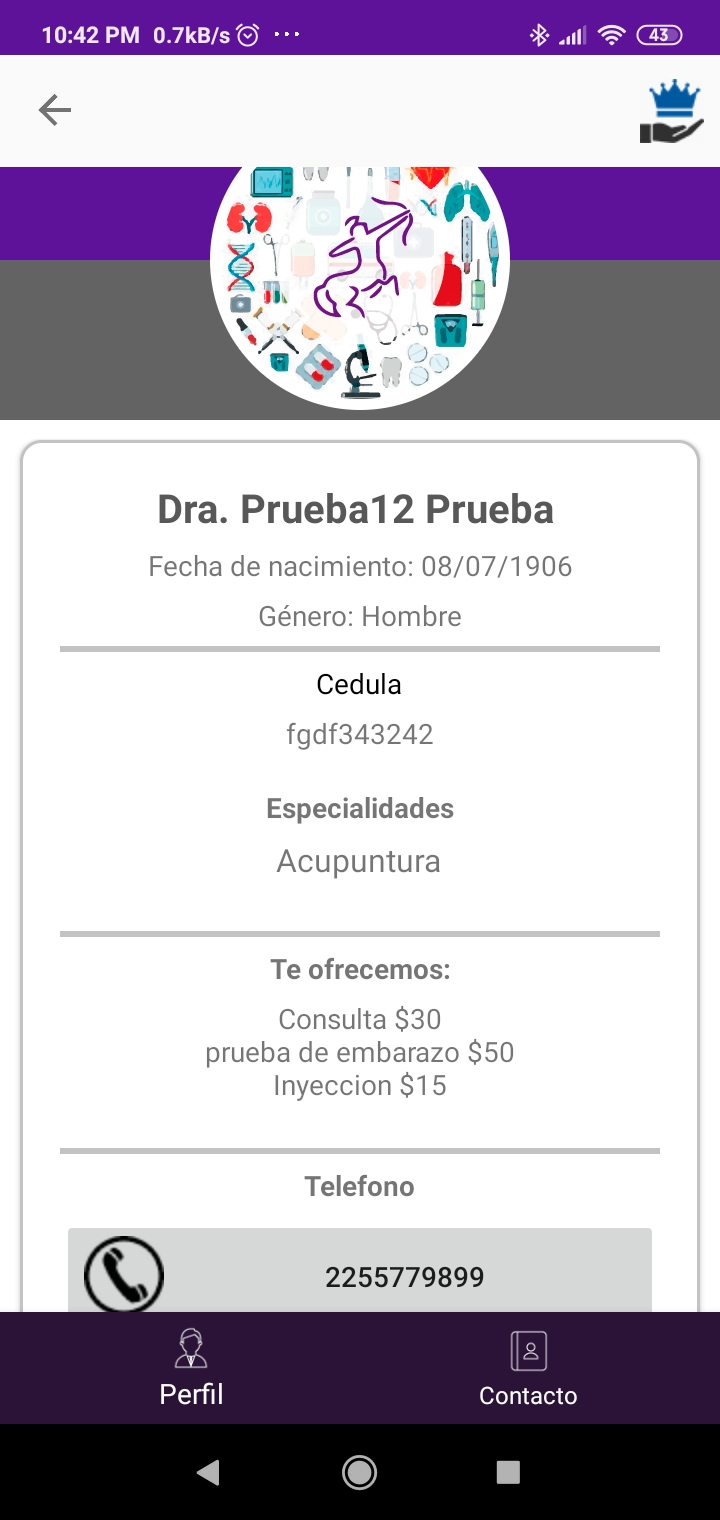 10:42 PM 0.7kB/s ...
43
Dra. Prueba12 Prueba
Fecha de nacimiento: 08/07/1906
Género: Hombre
Cedula
fgdf343242
Especialidades
Acupuntura
Te ofrecemos:
Consulta $30
prueba de embarazo $50
Inyeccion $15
Telefono
2255779899
Perfil
Contacto